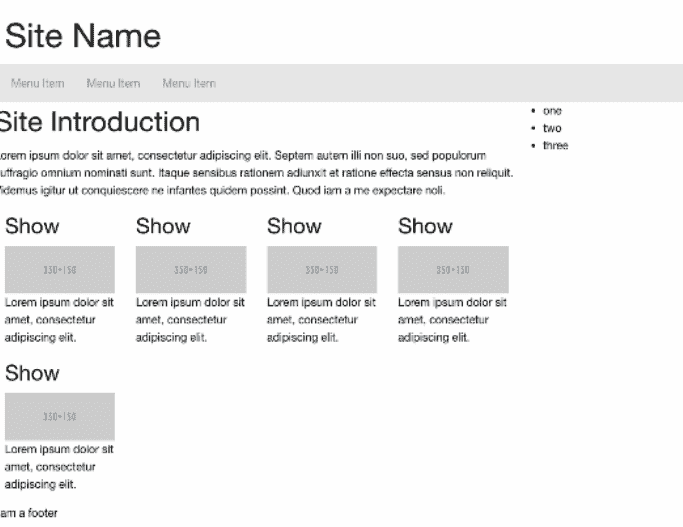 Site Name
Menu Item Menu Item Menu Item
Site Introduction
orem ipsum dolor sit amet, consectetur adipiscing elit. Septem autem illi non suo, sed populorum
uffragio omnium nominati sunt. Itaque sensibus rationem adiunxit et ratione effecta sensus non reliquit.
Videmus igitur ut conquiescere ne infantes quidem possint. Quod iam a me expectare noli.
• one
• two
• three
Show Show Show Show
350×150 350×150 350×150 350×150
Lorem ipsum dolor sit Lorem ipsum dolor sit Lorem ipsum dolor sit Lorem ipsum dolor sit
amet, consectetur amet, consectetur amet, consectetur amet, consectetur
adipiscing elit. adipiscing elit. adipiscing elit. adipiscing elit.
Show
350×150
Lorem ipsum dolor sit
amet, consectetur
adipiscing elit.
am a footer